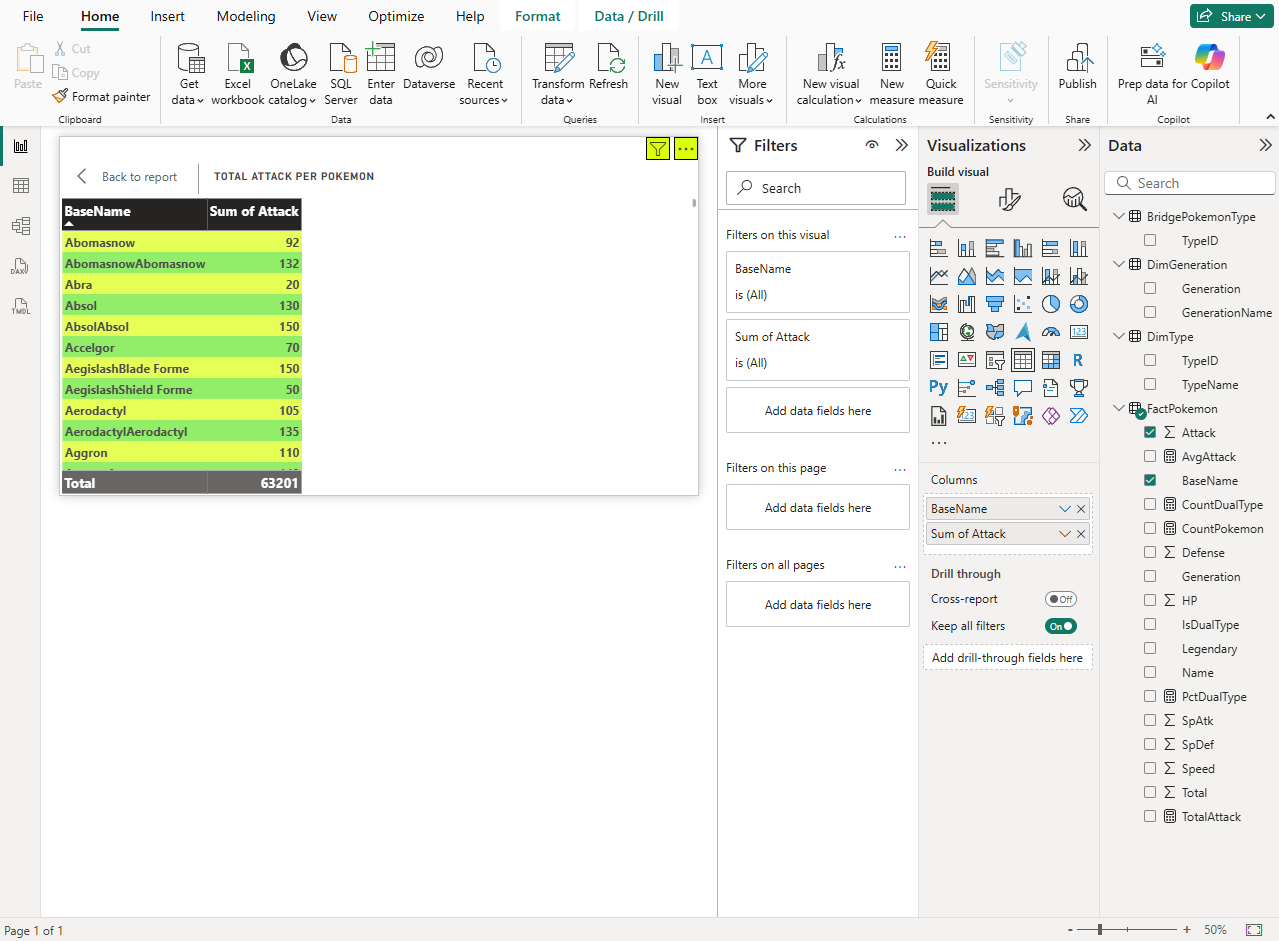 File Home Insert Modeling View Optimize Help Format Data / Drill Share
Paste
Cut
Copy
Format painter
Clipboard
Get data
Excel workbook
OneLake catalog
SQL Server
Enter data
Dataverse
Recent sources
Data
Transform data
Refresh
Queries
New visual
Text box
More visuals
Insert
New visual calculation
New measure
Quick measure
Calculations
Sensitivity
Sensitivity
Publish
Share
Prep data for AI
Copilot
Copilot
DAX
TMDL
Back to report
TOTAL ATTACK PER POKEMON
BaseName Sum of Attack
Abomasnow 92
AbomasnowAbomasnow 132
Abra 20
Absol 130
AbsolAbsol 150
Accelgor 70
AegislashBlade Forme 150
AegislashShield Forme 50
Aerodactyl 105
AerodactylAerodactyl 135
Aggron 110
Total 63201
Filters
Search
Filters on this visual
BaseName
is (All)
Sum of Attack
is (All)
Add data fields here
Filters on this page
Add data fields here
Filters on all pages
Add data fields here
Visualizations
Build visual
123
R
Py
123
Columns
BaseName
Sum of Attack
Drill through
Cross-report Off
Keep all filters On
Add drill-through fields here
Data
Search
BridgePokemonType
TypeID
DimGeneration
Generation
GenerationName
DimType
TypeID
TypeName
FactPokemon
Attack
AvgAttack
BaseName
CountDualType
CountPokemon
Defense
Generation
HP
IsDualType
Legendary
Name
PctDualType
SpAtk
SpDef
Speed
Total
TotalAttack
Page 1 of 1
- + 50%